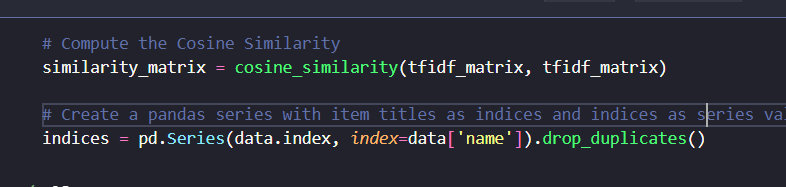 # Compute the Cosine Similarity
similarity_matrix = cosine_similarity(tfidf_matrix, tfidf_matrix)
# Create a pandas series with item titles as indices and indices as series
indices = pd.Series(data.index, index=data['name']).drop_duplicates()